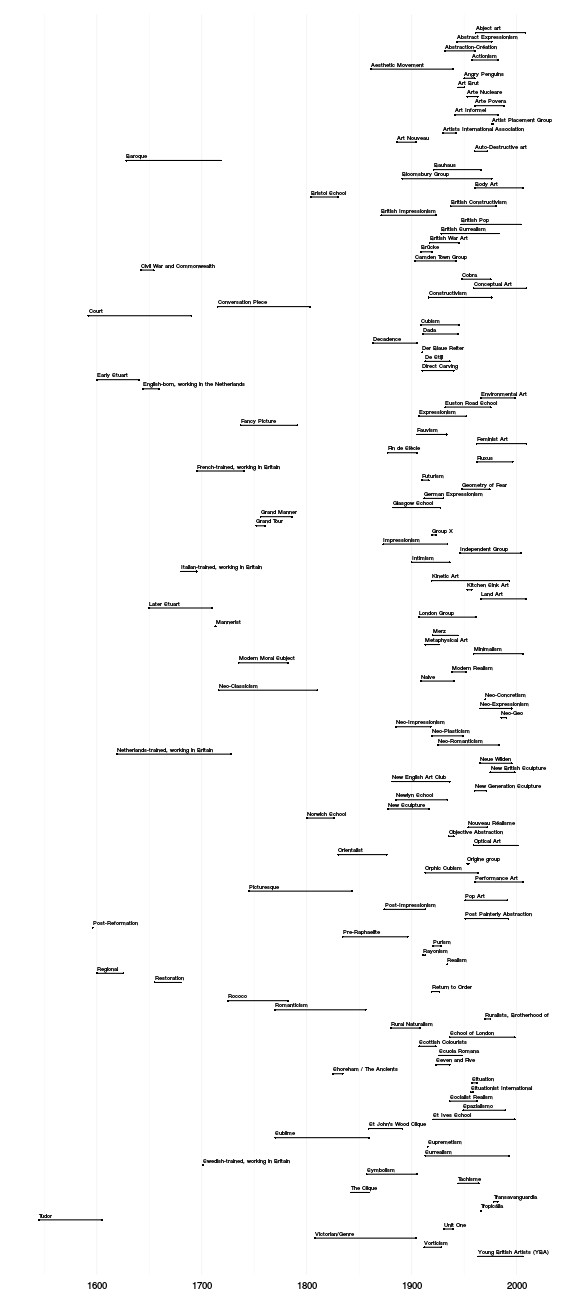 Abject art
Abstract Expressionism
Abstraction-Création
Actionism
Aesthetic Movement
Angry Penguins
Art Brut
Arte Nucleare
Arte Povera
Art Informel
Artist Placement Group
Artists International Association
Art Nouveau
Auto-Destructive art
Baroque
Bauhaus
Bloomsbury Group
Body Art
Bristol School
British Constructivism
British Impressionism
British Pop
British Surrealism
British War Art
Brücke
Camden Town Group
Civil War and Commonwealth
Cobra
Conceptual Art
Constructivism
Conversation Piece
Court
Cubism
Dada
Decadence
Der Blaue Reiter
De Stijl
Direct Carving
Early Stuart
English-born, working in the Netherlands
Environmental Art
Euston Road School
Expressionism
Fancy Picture
Fauvism
Feminist Art
Fin de Siècle
Fluxus
French-trained, working in Britain
Futurism
Geometry of Fear
German Expressionism
Glasgow School
Grand Manner
Grand Tour
Group X
Impressionism
Independent Group
Intimism
Italian-trained, working in Britain
Kinetic Art
Kitchen Sink Art
Land Art
Later Stuart
London Group
Mannerist
Merz
Metaphysical Art
Minimalism
Modern Moral Subject
Modern Realism
Naive
Neo-Classicism
Neo-Concretism
Neo-Expressionism
Neo-Geo
Neo-Impressionism
Neo-Plasticism
Neo-Romanticism
Netherlands-trained, working in Britain
Neue Wilden
New British Sculpture
New English Art Club
New Generation Sculpture
Newlyn School
New Sculpture
Norwich School
Nouveau Réalisme
Objective Abstraction
Optical Art
Orientalist
Origine group
Orphic Cubism
Performance Art
Picturesque
Pop Art
Post-Impressionism
Post Painterly Abstraction
Post-Reformation
Pre-Raphaelite
Purism
Rayonism
Realism
Regional
Restoration
Return to Order
Rococo
Romanticism
Ruralists, Brotherhood of
Rural Naturalism
School of London
Scottish Colourists
Scuola Romana
Seven and Five
Shoreham / The Ancients
Situation
Situationist International
Socialist Realism
Spazialismo
St Ives School
St John's Wood Clique
Sublime
Supremetism
Surrealism
Swedish-trained, working in Britain
Symbolism
Tachisme
The Clique
Transavanguardia
Tropicália
Tudor
Unit One
Victorian/Genre
Vorticism
Young British Artists (YBA)
1600 1700 1800 1900 2000